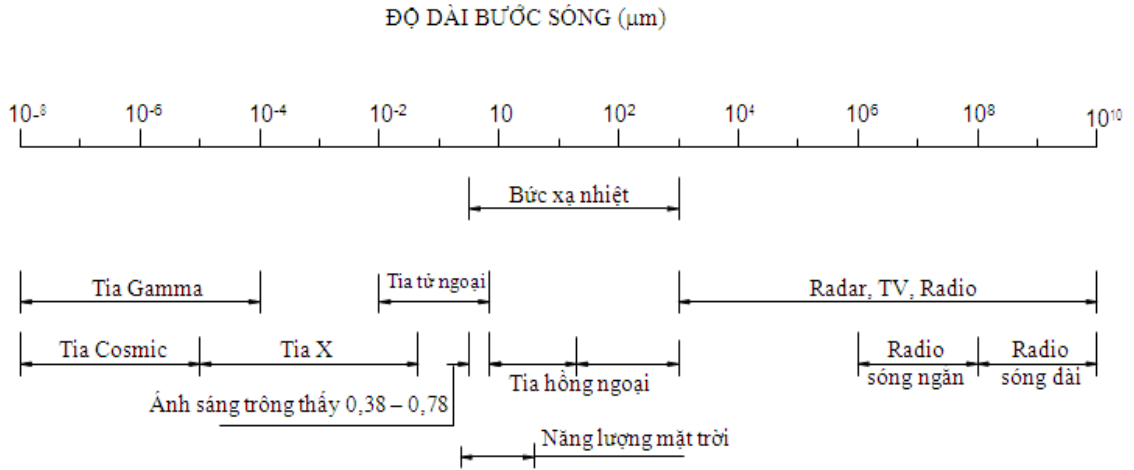 ĐỘ DÀI BƯỚC SÓNG (μm)
10-8 10-6 10-4 10-2 10 10² 10⁴ 10⁶ 10⁸ 10¹⁰
Bức xạ nhiệt
Tia Gamma Tia tử ngoại Radar, TV, Radio
Tia Cosmic Tia X Tia hồng ngoại Radio sóng ngăn Radio sóng dài
Ánh sáng trông thấy 0,38 – 0,78
Năng lượng mặt trời